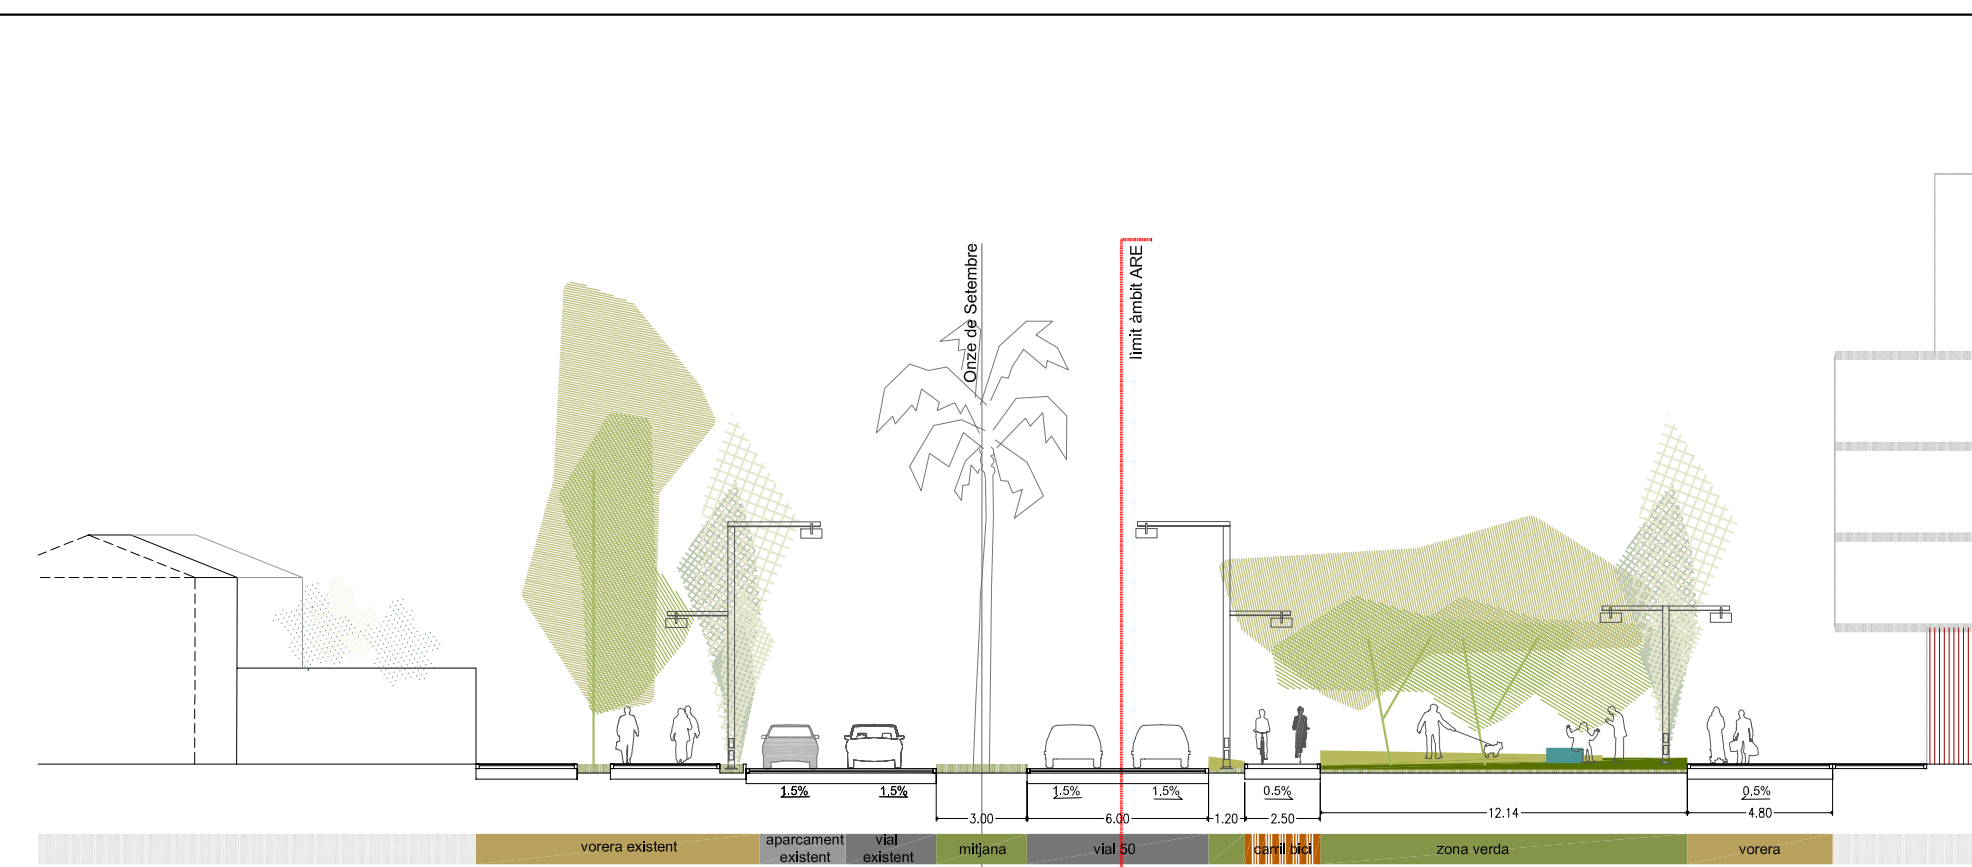 Onze de Setembre
límit àmbit ARE
1.5%
1.5%
1.5%
1.5%
0.5%
0.5%
3.00
6.00
1.20
2.50
12.14
4.80
vorera existent
aparcament
existent
vial
existent
mitjana
vial 50
carril bici
zona verda
vorera